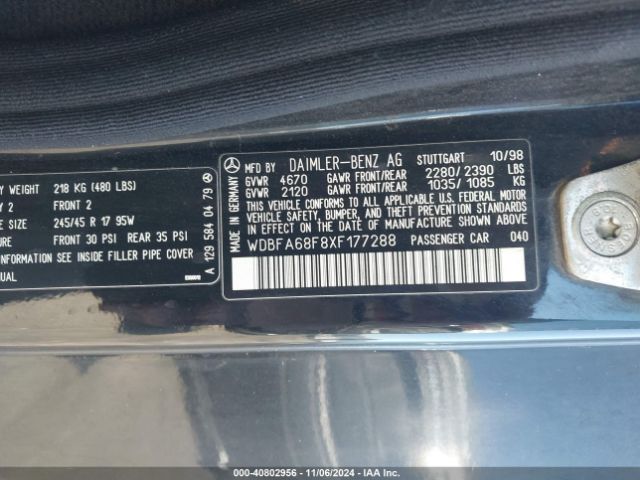 Y WEIGHT 218 KG (480 LBS)
Y 2 FRONT 2
E SIZE 245/45 R 17 95W
URE FRONT 30 PSI REAR 35 PSI
INFORMATION SEE INSIDE FILLER PIPE COVER
NUAL
A 129 584 04 79
MADE IN GERMANY
MFD BY DAIMLER-BENZ AG STUTTGART 10/98
GVWR 4670 GAWR FRONT/REAR 2280/2390 LBS
GVWR 2120 GAWR FRONT/REAR 1035/1085 KG
THIS VEHICLE CONFORMS TO ALL APPLICABLE U.S. FEDERAL MOTOR
VEHICLE SAFETY, BUMPER, AND THEFT PREVENTION STANDARDS
IN EFFECT ON THE DATE OF MANUFACTURE SHOWN ABOVE
WDBFA68F8XF177288 PASSENGER CAR 040
000-40802956 - 11/06/2024 - IAA Inc.